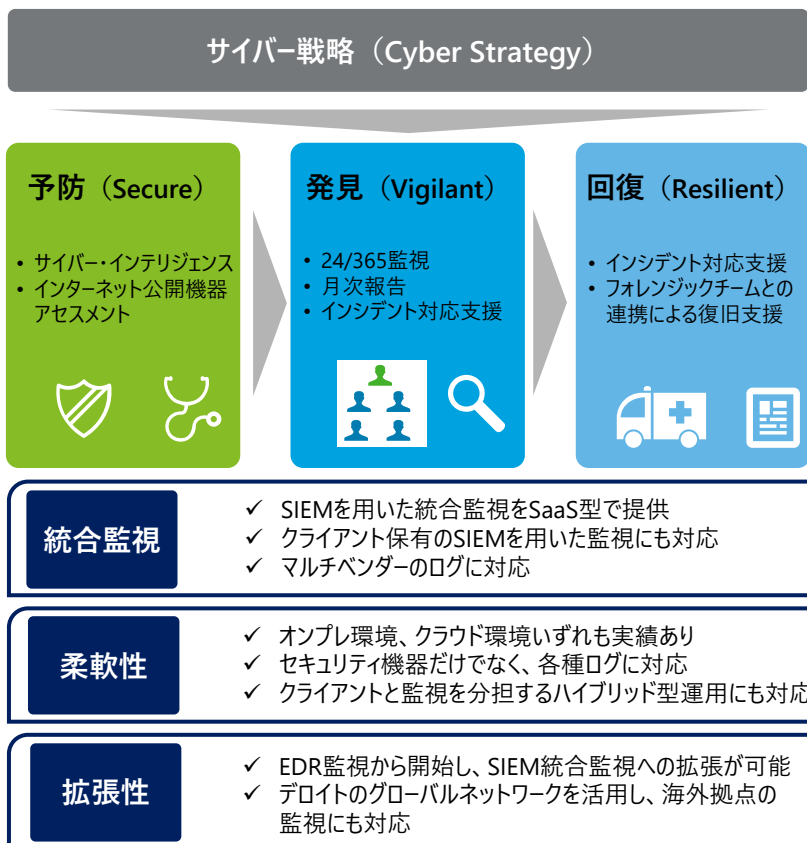 サイバー戦略（Cyber Strategy）
予防（Secure）
• サイバー・インテリジェンス
• インターネット公開機器
アセスメント
発見（Vigilant）
• 24/365監視
• 月次報告
• インシデント対応支援
回復（Resilient）
• インシデント対応支援
• フォレンジックチームとの
連携による復旧支援
統合監視
✓ SIEMを用いた統合監視をSaaS型で提供
✓ クライアント保有のSIEMを用いた監視にも対応
✓ マルチベンダーのログに対応
柔軟性
✓ オンプレ環境、クラウド環境いずれも実績あり
✓ セキュリティ機器だけでなく、各種ログに対応
✓ クライアントと監視を分担するハイブリッド型運用にも対応
拡張性
✓ EDR監視から開始し、SIEM統合監視への拡張が可能
✓ デロイトのグローバルネットワークを活用し、海外拠点の
監視にも対応